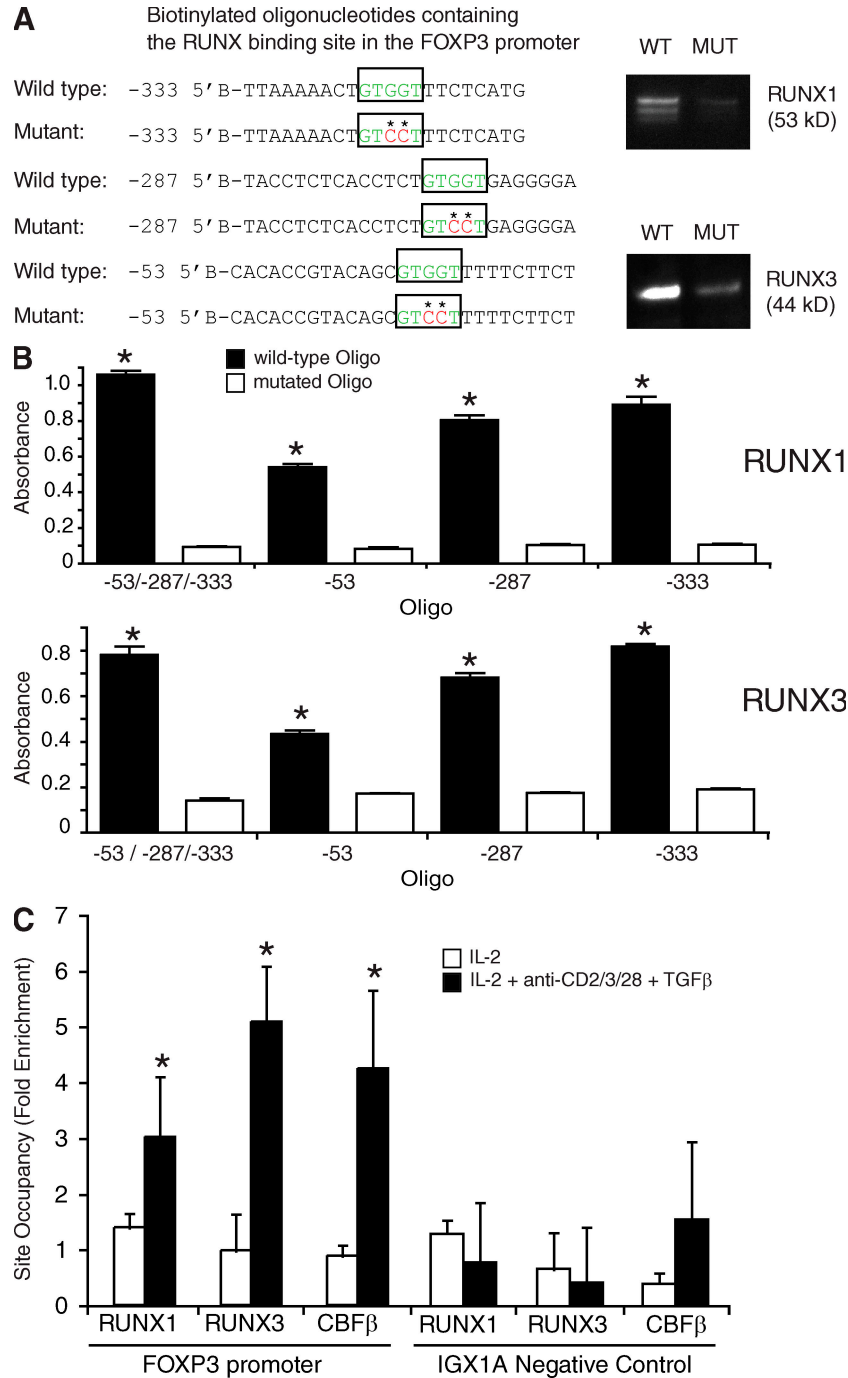 A
Biotinylated oligonucleotides containing
the RUNX binding site in the FOXP3 promoter
Wild type: -333 5′B-TTAAAAACTGTGGTTTCTCATG
Mutant: -333 5′B-TTAAAAACTGTCCTTTCTCATG
* *
Wild type: -287 5′B-TACCTCTCACCTCTGTGGTGAGGGGA
Mutant: -287 5′B-TACCTCTCACCTCTGTCCTGAGGGGA
* *
Wild type: -53 5′B-CACACCGTACAGCGTGGTTTTTCTTCT
Mutant: -53 5′B-CACACCGTACAGCGTCCTTTTTCTTCT
* *
WT MUT
RUNX1
(53 kD)
WT MUT
RUNX3
(44 kD)
B
wild-type Oligo
mutated Oligo
Absorbance
1.0
0.8
0.6
0.4
0.2
0
* * * *
RUNX1
-53/-287/-333 -53 -287 -333
Oligo
Absorbance
0.8
0.6
0.4
0.2
0
* * * *
RUNX3
-53 / -287/-333 -53 -287 -333
Oligo
C
Site Occupancy (Fold Enrichment)
7
6
5
4
3
2
1
0
* * *
IL-2
IL-2 + anti-CD2/3/28 + TGFβ
RUNX1 RUNX3 CBFβ RUNX1 RUNX3 CBFβ
FOXP3 promoter IGX1A Negative Control